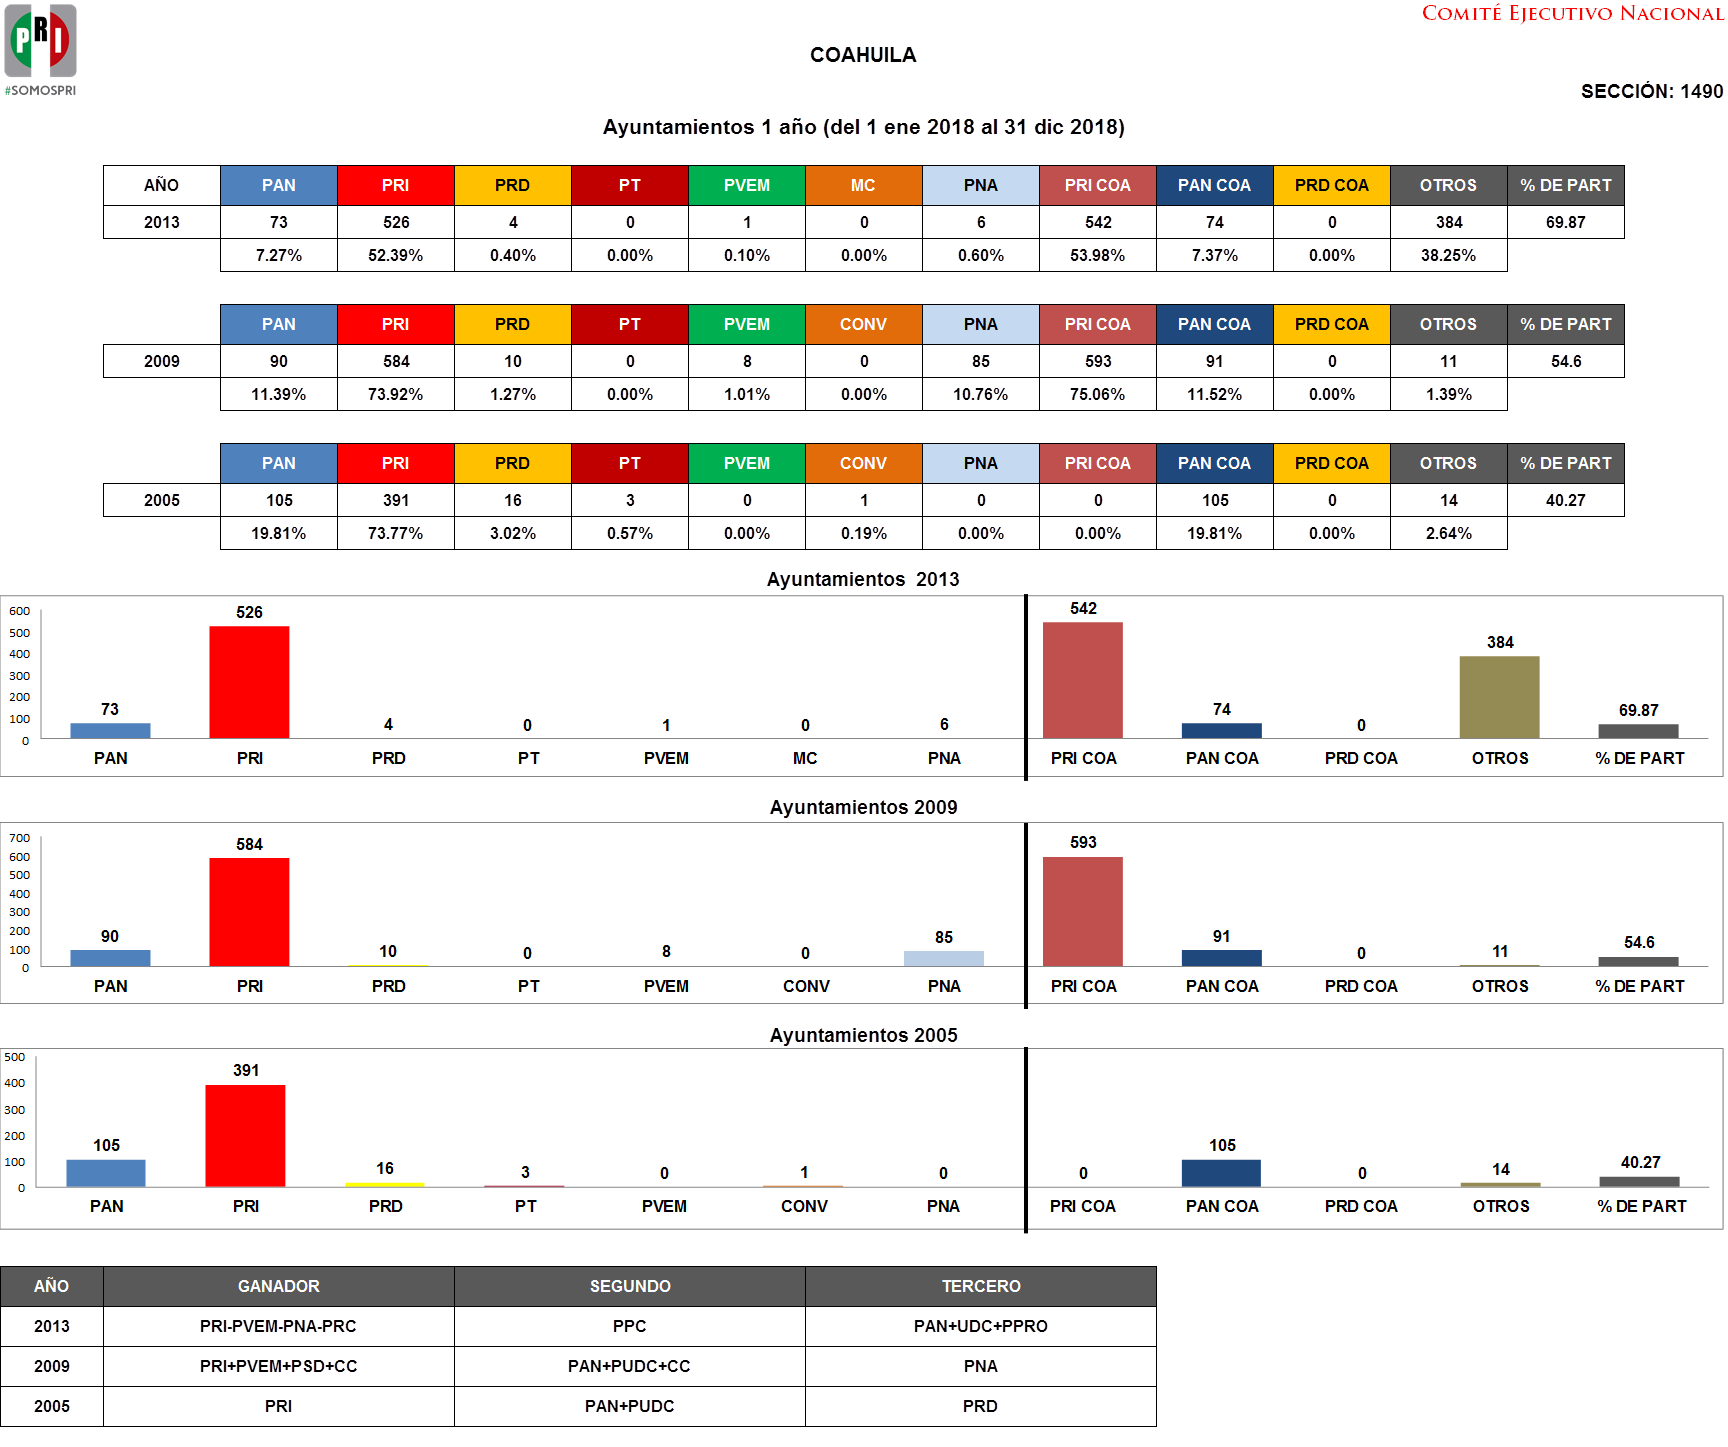 COMITÉ EJECUTIVO NACIONAL
PRI
#SOMOSPRI
COAHUILA
SECCIÓN: 1490
Ayuntamientos 1 año (del 1 ene 2018 al 31 dic 2018)
AÑO PAN PRI PRD PT PVEM MC PNA PRI COA PAN COA PRD COA OTROS % DE PART
2013 73 526 4 0 1 0 6 542 74 0 384 69.87
7.27% 52.39% 0.40% 0.00% 0.10% 0.00% 0.60% 53.98% 7.37% 0.00% 38.25%
PAN PRI PRD PT PVEM CONV PNA PRI COA PAN COA PRD COA OTROS % DE PART
2009 90 584 10 0 8 0 85 593 91 0 11 54.6
11.39% 73.92% 1.27% 0.00% 1.01% 0.00% 10.76% 75.06% 11.52% 0.00% 1.39%
PAN PRI PRD PT PVEM CONV PNA PRI COA PAN COA PRD COA OTROS % DE PART
2005 105 391 16 3 0 1 0 0 105 0 14 40.27
19.81% 73.77% 3.02% 0.57% 0.00% 0.19% 0.00% 0.00% 19.81% 0.00% 2.64%
Ayuntamientos 2013
600
500
400
300
200
100
0
73 526 4 0 1 0 6 542 74 0 384 69.87
PAN PRI PRD PT PVEM MC PNA PRI COA PAN COA PRD COA OTROS % DE PART
Ayuntamientos 2009
700
600
500
400
300
200
100
0
90 584 10 0 8 0 85 593 91 0 11 54.6
PAN PRI PRD PT PVEM CONV PNA PRI COA PAN COA PRD COA OTROS % DE PART
Ayuntamientos 2005
500
400
300
200
100
0
105 391 16 3 0 1 0 0 105 0 14 40.27
PAN PRI PRD PT PVEM CONV PNA PRI COA PAN COA PRD COA OTROS % DE PART
AÑO GANADOR SEGUNDO TERCERO
2013 PRI-PVEM-PNA-PRC PPC PAN+UDC+PPRO
2009 PRI+PVEM+PSD+CC PAN+PUDC+CC PNA
2005 PRI PAN+PUDC PRD